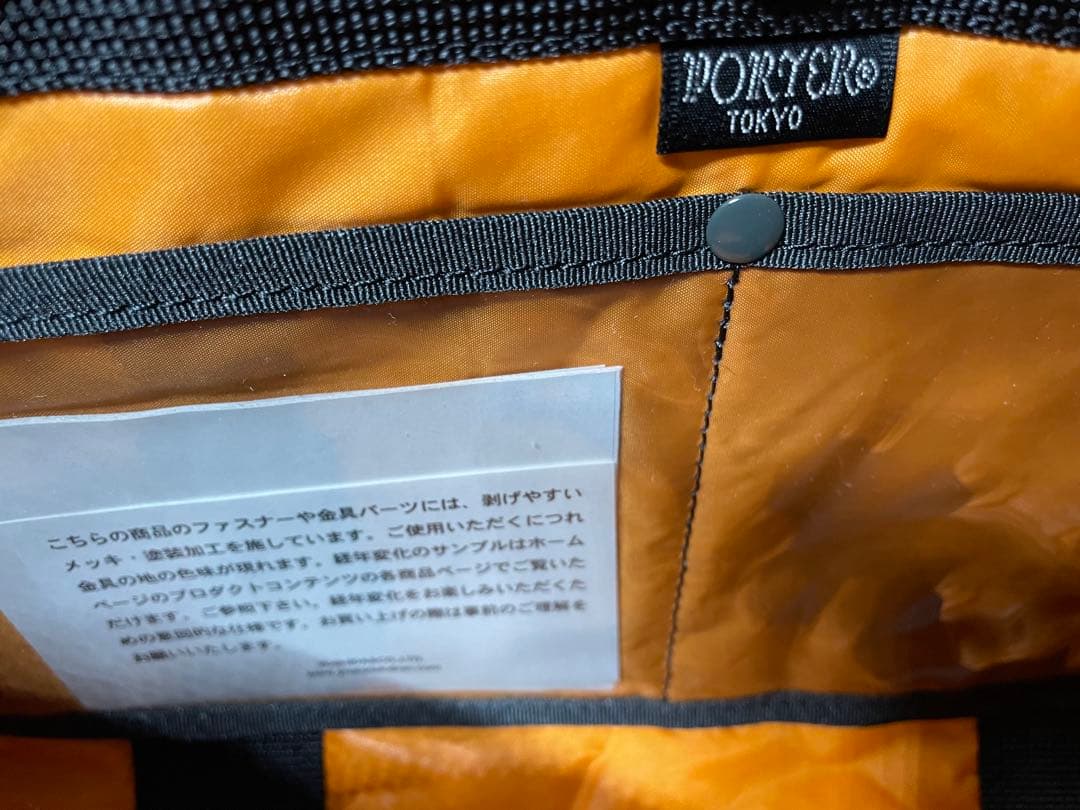 PORTER®
TOKYO
こちらの商品のファスナーや金具パーツには、剥げやすい
メッキ・塗装加工を施しています。ご使用いただくにつれ
金具の地の色味が現れます。経年変化のサンプルはホーム
ページのプロダクトコンテンツの各商品ページでご覧いた
だけます。ご参照下さい。経年変化をお楽しみいただくた
めの意図的な仕様です。お買い上げの際は事前のご理解を
お願いいたします。